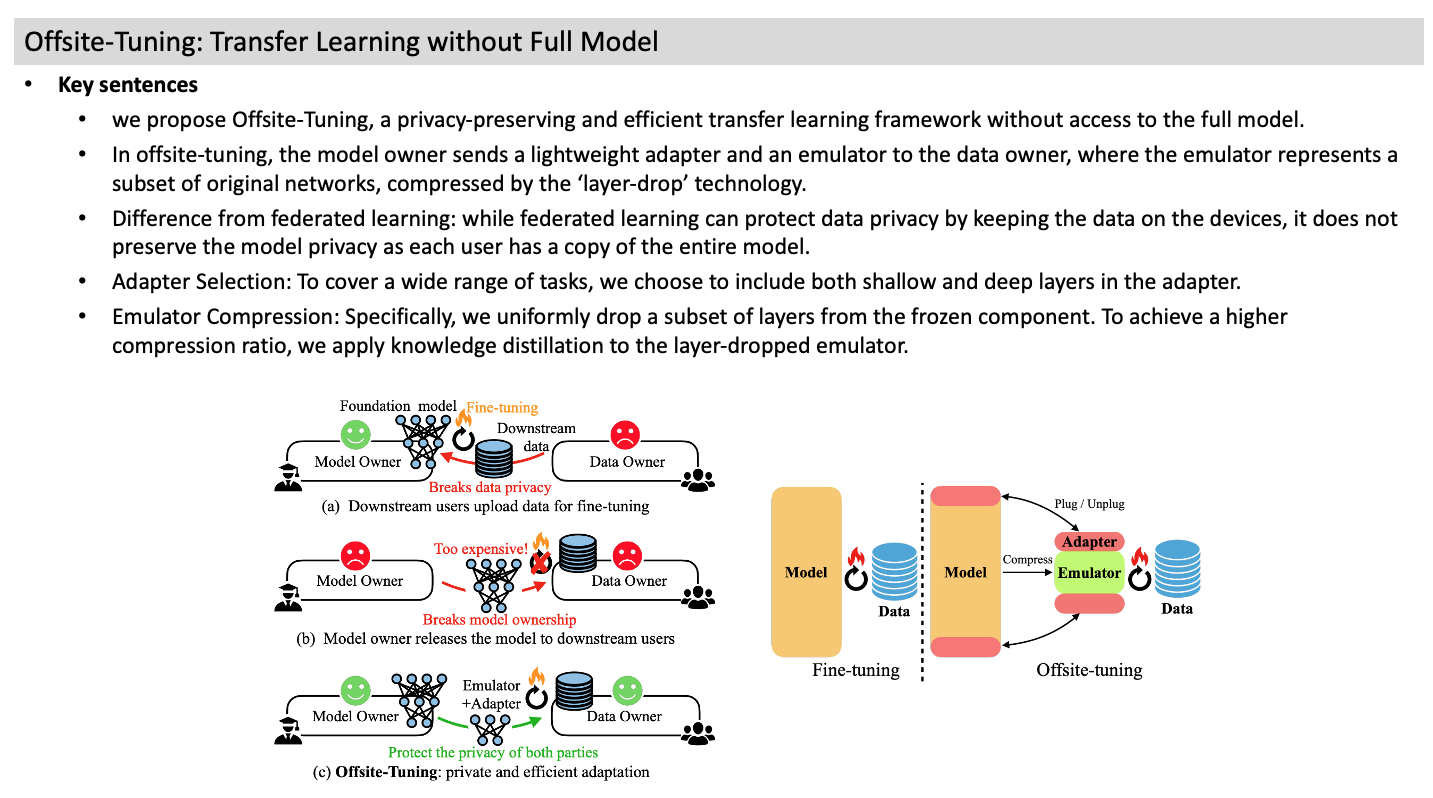 Offsite-Tuning: Transfer Learning without Full Model
• Key sentences
• we propose Offsite-Tuning, a privacy-preserving and efficient transfer learning framework without access to the full model.
• In offsite-tuning, the model owner sends a lightweight adapter and an emulator to the data owner, where the emulator represents a
subset of original networks, compressed by the ‘layer-drop’ technology.
• Difference from federated learning: while federated learning can protect data privacy by keeping the data on the devices, it does not
preserve the model privacy as each user has a copy of the entire model.
• Adapter Selection: To cover a wide range of tasks, we choose to include both shallow and deep layers in the adapter.
• Emulator Compression: Specifically, we uniformly drop a subset of layers from the frozen component. To achieve a higher
compression ratio, we apply knowledge distillation to the layer-dropped emulator.
Foundation model
Fine-tuning
Downstream
data
Model Owner
Data Owner
Breaks data privacy
(a) Downstream users upload data for fine-tuning
Too expensive!
Model Owner
Data Owner
Breaks model ownership
(b) Model owner releases the model to downstream users
Emulator
+Adapter
Model Owner
Data Owner
Protect the privacy of both parties
(c) Offsite-Tuning: private and efficient adaptation
Model
Data
Fine-tuning
Model
Compress
Plug / Unplug
Adapter
Emulator
Data
Offsite-tuning